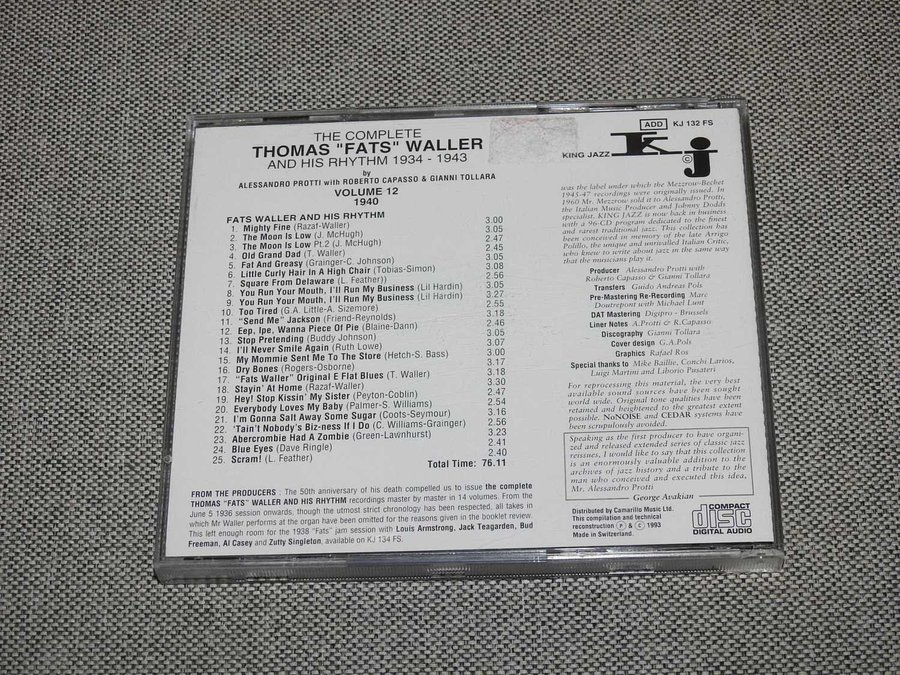 THE COMPLETE
THOMAS "FATS" WALLER
AND HIS RHYTHM 1934 - 1943
by
ALESSANDRO PROTTI with ROBERTO CAPASSO & GIANNI TOLLARA
VOLUME 12
1940
FATS WALLER AND HIS RHYTHM
1. Mighty Fine (Razaf-Waller) 3.00
2. The Moon Is Low (J. McHugh) 3.05
3. The Moon Is Low Pt.2 (J. McHugh) 2.47
4. Old Grand Dad (T. Waller) 2.45
5. Fat And Greasy (Grainger-C. Johnson) 3.05
6. Little Curly Hair In A High Chair (Tobias-Simon) 3.08
7. Square From Delaware (L. Feather)) 2.56
8. You Run Your Mouth, I'll Run My Business (Lil Hardin) 3.05
9. You Run Your Mouth, I'll Run My Business (Lil Hardin) 3.27
10. Too Tired (G.A. Little-A. Sizemore) 2.55
11. "Send Me" Jackson (Friend-Reynolds) 3.18
12. Eep, Ipe, Wanna Piece Of Pie (Blaine-Dann) 2.46
13. Stop Pretending (Buddy Johnson) 3.05
14. I'll Never Smile Again (Ruth Lowe) 3.07
15. My Mommie Sent Me To The Store (Hetch-S. Bass) 3.00
16. Dry Bones (Rogers-Osborne) 3.17
17. "Fats Waller" Original E Flat Blues (T. Waller) 3.18
18. Stayin' At Home (Razaf-Waller) 3.30
19. Hey! Stop Kissin' My Sister (Peyton-Coblin) 2.47
20. Everybody Loves My Baby (Palmer-S. Williams) 2.54
21. I'm Gonna Salt Away Some Sugar (Coots-Seymour) 3.16
22. 'Tain't Nobody's Biz-ness If I Do (C. Williams-Grainger) 2.56
23. Abercrombie Had A Zombie (Green-Lawnhurst) 3.23
24. Blue Eyes (Dave Ringle) 2.41
25. Scram! (L. Feather) 2.40
Total Time: 76.11
FROM THE PRODUCERS : The 50th anniversary of his death compelled us to issue the complete
THOMAS "FATS" WALLER AND HIS RHYTHM recordings master by master in 14 volumes. From the
June 5 1936 session onwards, though the utmost strict chronology has been respected, all takes in
which Mr Waller performs at the organ have been omitted for the reasons given in the booklet review.
This left enough room for the 1938 "Fats" jam session with Louis Armstrong, Jack Teagarden, Bud
Freeman, Al Casey and Zutty Singleton, available on KJ 134 FS.
ADD KJ 132 FS
KING JAZZ
K © j
was the label under which the Mezzrow-Bechet
1945-47 recordings were originally issued. In
1960 Mr. Mezzrow sold it to Alessandro Protti,
the Italian Music Producer and Johnny Dodds
specialist. KING JAZZ is now back in business
with a 96-CD program dedicated to the finest
and rarest traditional jazz. This collection has
been conceived in memory of the late Arrigo
Polillo, the unique and unrivalled Italian Critic,
who knew to write about jazz in the same way
that the musicians play it.
Producer Alessandro Protti with
Roberto Capasso & Gianni Tollara
Transfers Guido Andreas Pols
Pre-Mastering Re-Recording Marc
Doutrepont with Michael Lunt
DAT Mastering Digipro - Brussels
Liner Notes A.Protti & R.Capasso
Discography Gianni Tollara
Cover design G.A.Pols
Graphics Rafael Ros
Special thanks to Mike Baillie, Conchi Larios,
Luigi Martini and Liborio Pusateri
For reprocessing this material, the very best
available sound sources have been sought
world wide. Original tone qualities have been
retained and heightened to the greatest extent
possible. NoNOISE and CEDAR systems have
been scrupulously avoided.
Speaking as the first producer to have organi-
zed and released extended series of classic jazz
reissues, I would like to say that this collection
is an enormously valuable addition to the
archives of jazz history and a tribute to the
man who conceived and executed this idea,
Mr. Alessandro Protti
George Avakian
Distributed by Camarillo Music Ltd.
This compilation and technical
reconstruction ℗ & © 1993
Made in Switzerland.
COMPACT
disc
DIGITAL AUDIO